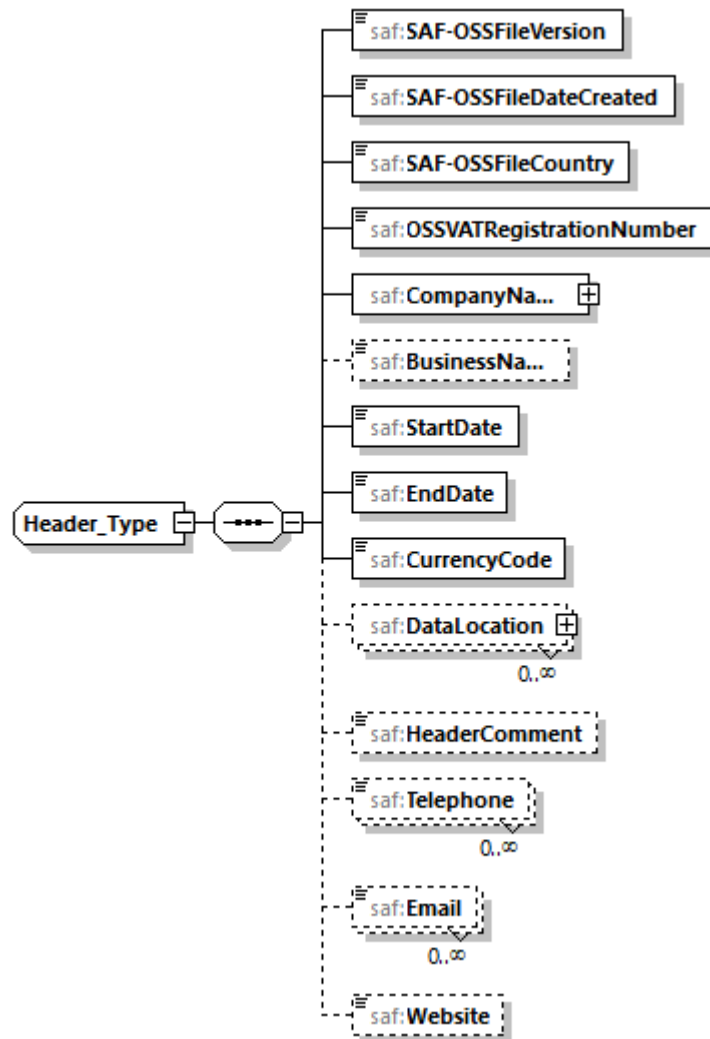 saf:SAF-OSSFileVersion
saf:SAF-OSSFileDateCreated
saf:SAF-OSSFileCountry
saf:OSSVATRegistrationNumber
saf:CompanyNa...
saf:BusinessNa...
saf:StartDate
saf:EndDate
Header_Type
saf:CurrencyCode
saf:DataLocation
0..∞
saf:HeaderComment
saf:Telephone
0..∞
saf:Email
0..∞
saf:Website